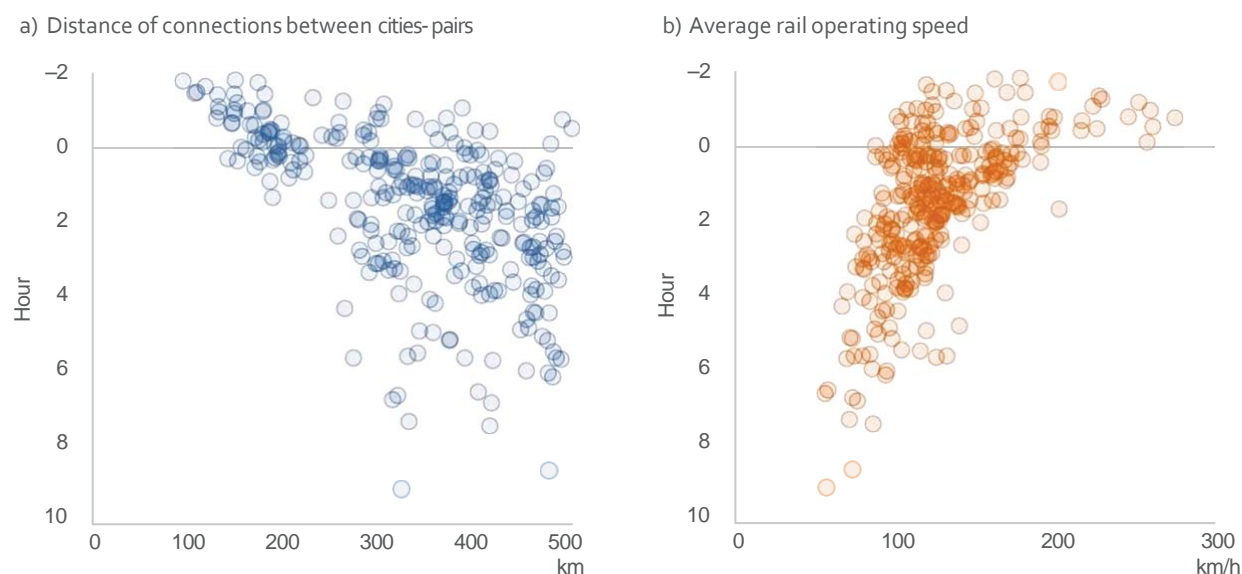 a) Distance of connections between cities-pairs
b) Average rail operating speed
–2
0
2
4
6
8
10
Hour
0 100 200 300 400 500
km
–2
0
2
4
6
8
10
Hour
0 100 200 300
km/h